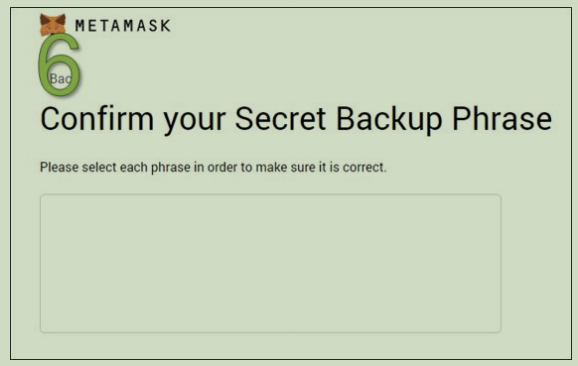 METAMASK
6
Bac
Confirm your Secret Backup Phrase
Please select each phrase in order to make sure it is correct.